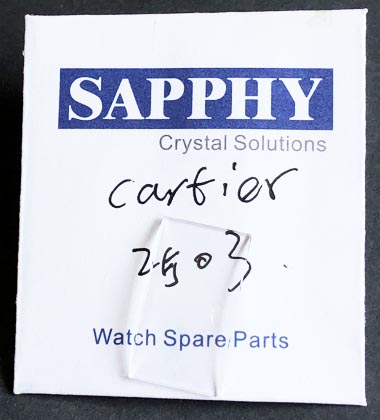 SAPPHY
Crystal Solutions
cartier
2503
Watch Spare Parts